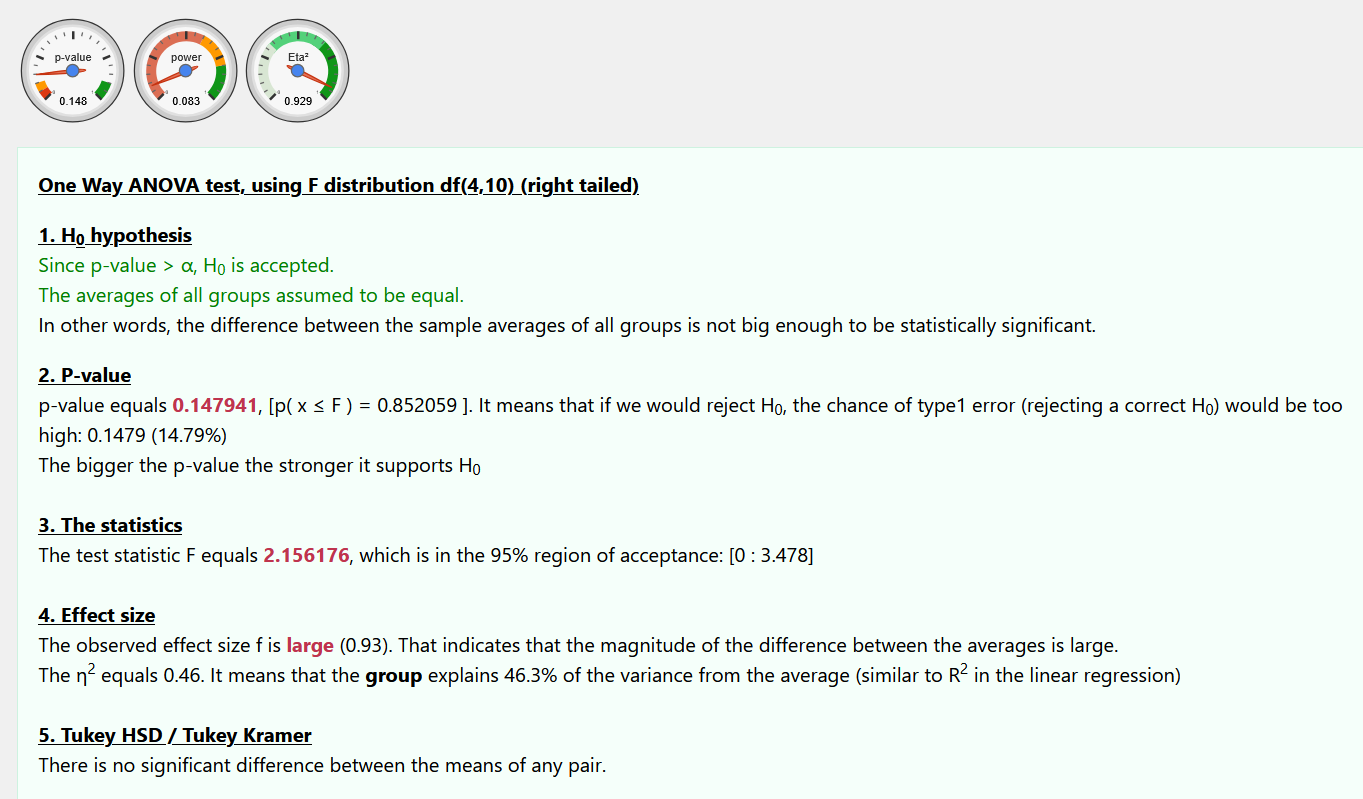 p-value
0.148
power
0.083
Eta²
0.929
One Way ANOVA test, using F distribution df(4,10) (right tailed)
1. H₀ hypothesis
Since p-value > α, H₀ is accepted.
The averages of all groups assumed to be equal.
In other words, the difference between the sample averages of all groups is not big enough to be statistically significant.
2. P-value
p-value equals 0.147941, [p( x ≤ F ) = 0.852059 ]. It means that if we would reject H₀, the chance of type1 error (rejecting a correct H₀) would be too
high: 0.1479 (14.79%)
The bigger the p-value the stronger it supports H₀
3. The statistics
The test statistic F equals 2.156176, which is in the 95% region of acceptance: [0 : 3.478]
4. Effect size
The observed effect size f is large (0.93). That indicates that the magnitude of the difference between the averages is large.
The η² equals 0.46. It means that the group explains 46.3% of the variance from the average (similar to R² in the linear regression)
5. Tukey HSD / Tukey Kramer
There is no significant difference between the means of any pair.